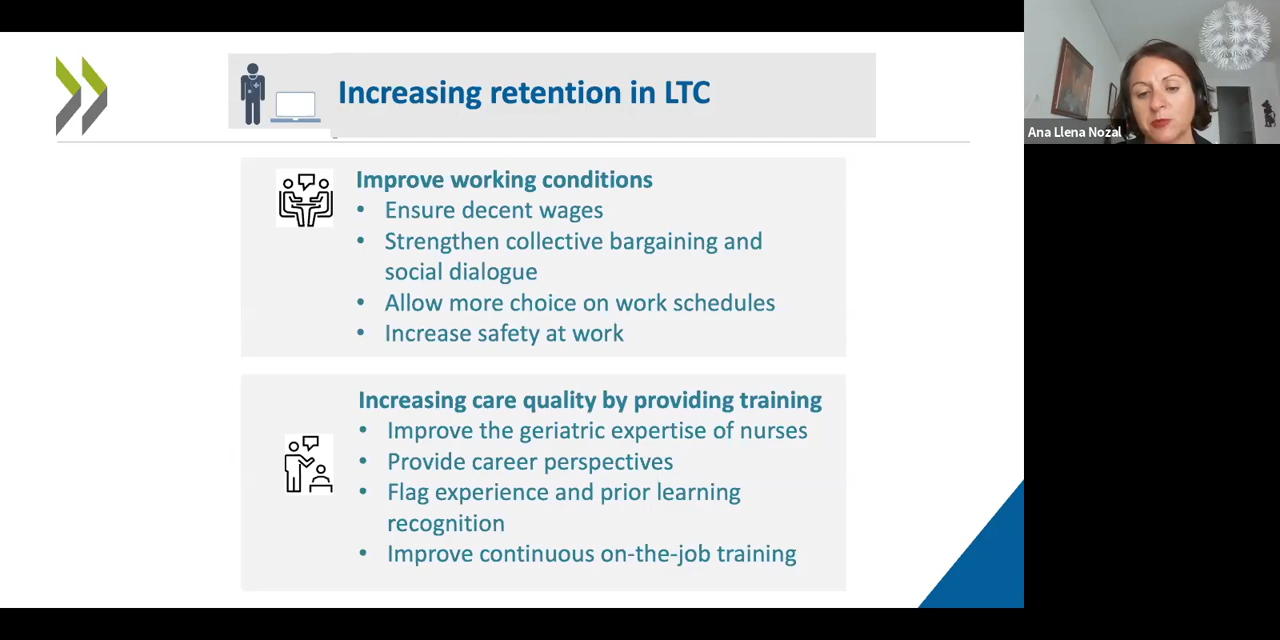 Increasing retention in LTC
Ana Llena Nozal
Improve working conditions
• Ensure decent wages
• Strengthen collective bargaining and
social dialogue
• Allow more choice on work schedules
• Increase safety at work
Increasing care quality by providing training
• Improve the geriatric expertise of nurses
• Provide career perspectives
• Flag experience and prior learning
recognition
• Improve continuous on-the-job training